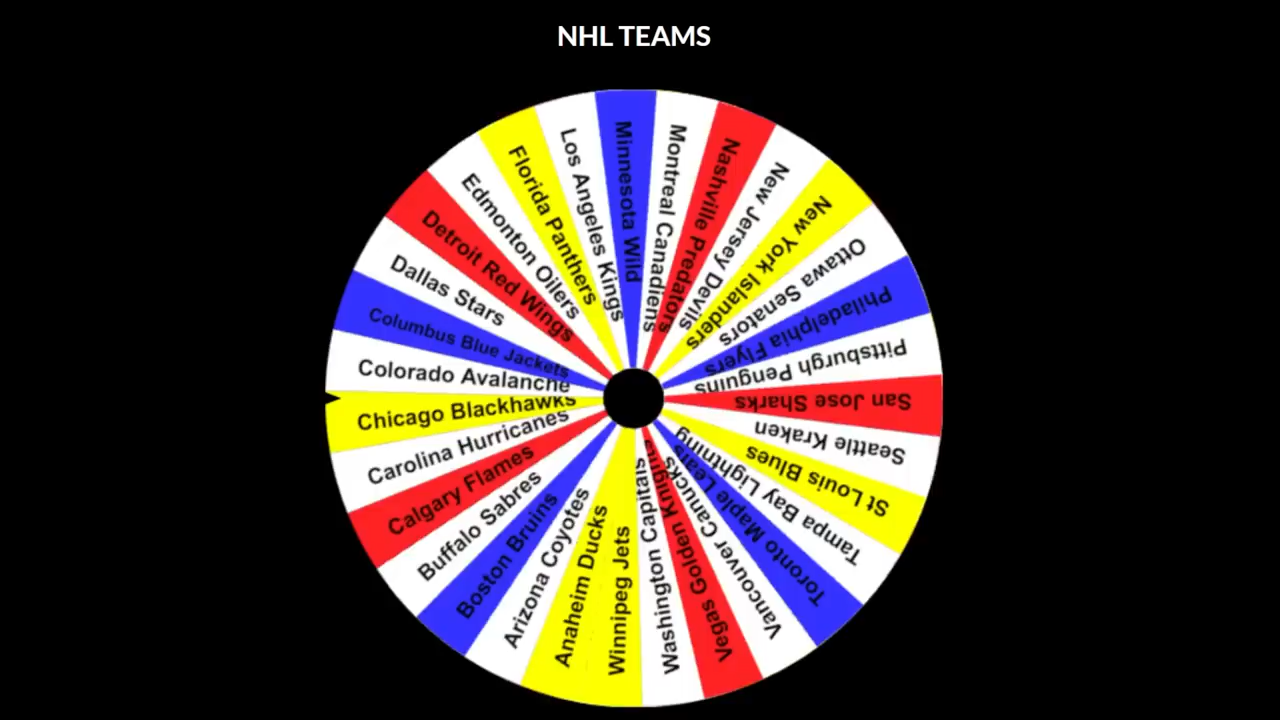 NHL TEAMS
Anaheim Ducks
Arizona Coyotes
Boston Bruins
Buffalo Sabres
Calgary Flames
Carolina Hurricanes
Chicago Blackhawks
Colorado Avalanche
Columbus Blue Jackets
Dallas Stars
Detroit Red Wings
Edmonton Oilers
Florida Panthers
Los Angeles Kings
Minnesota Wild
Montreal Canadiens
Nashville Predators
New Jersey Devils
New York Islanders
Ottawa Senators
Philadelphia Flyers
Pittsburgh Penguins
San Jose Sharks
Seattle Kraken
St Louis Blues
Tampa Bay Lightning
Toronto Maple Leafs
Vancouver Canucks
Vegas Golden Knights
Washington Capitals
Winnipeg Jets